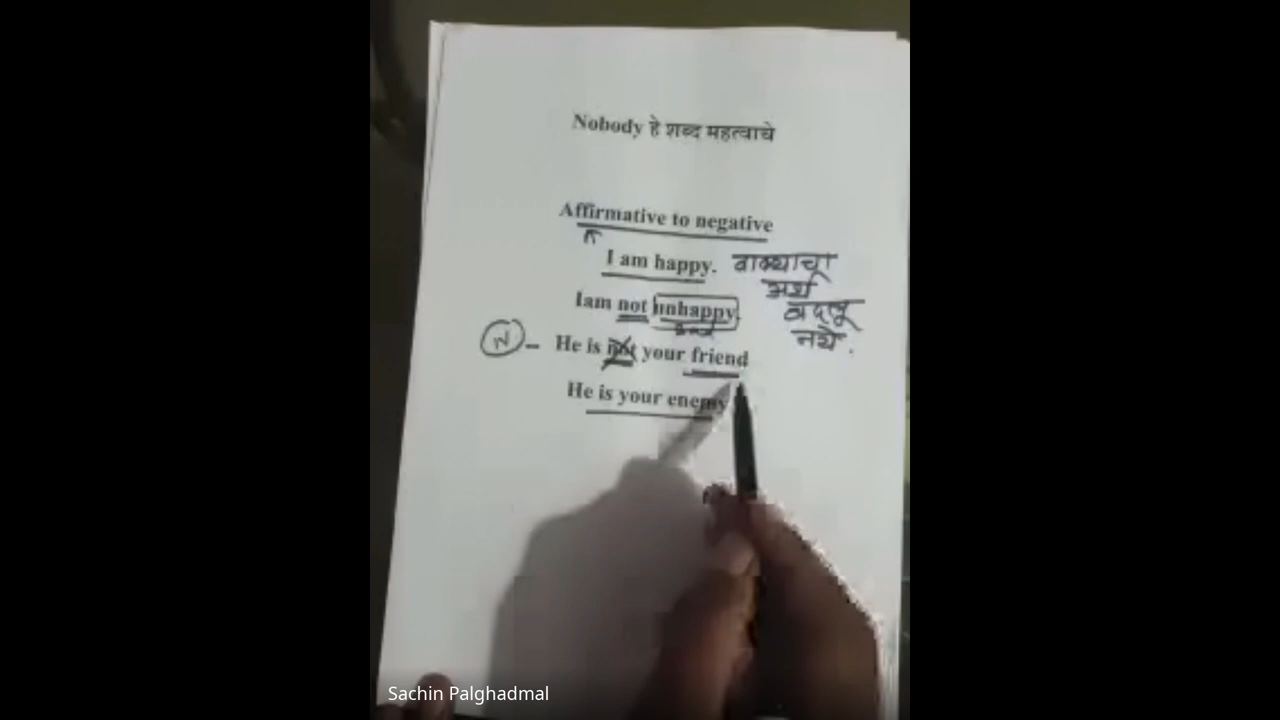 Nobody हे शब्द महत्वाचे
Affirmative to negative
I am happy. वाक्याचा
अर्थ
Iam not unhappy. बदलू
नये.
N - He is not your friend
He is your enemy
Sachin Palghadmal